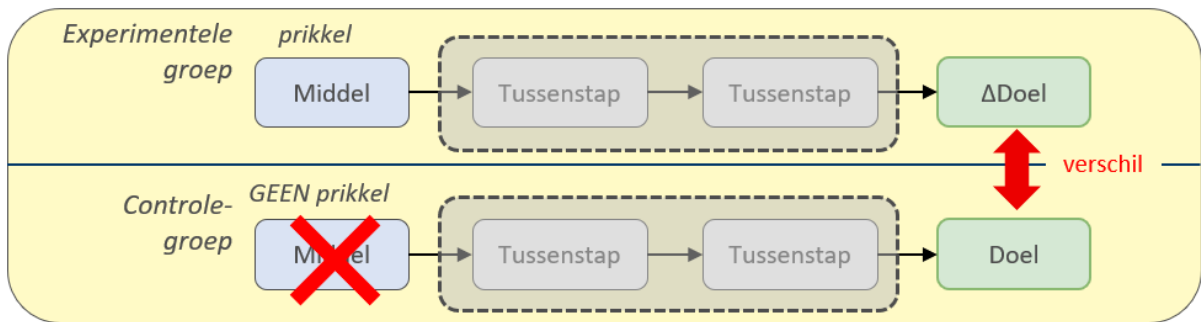 Experimentele
groep
prikkel
Middel
Tussenstap
Tussenstap
ΔDoel
verschil
Controle-
groep
GEEN prikkel
Middel
Tussenstap
Tussenstap
Doel